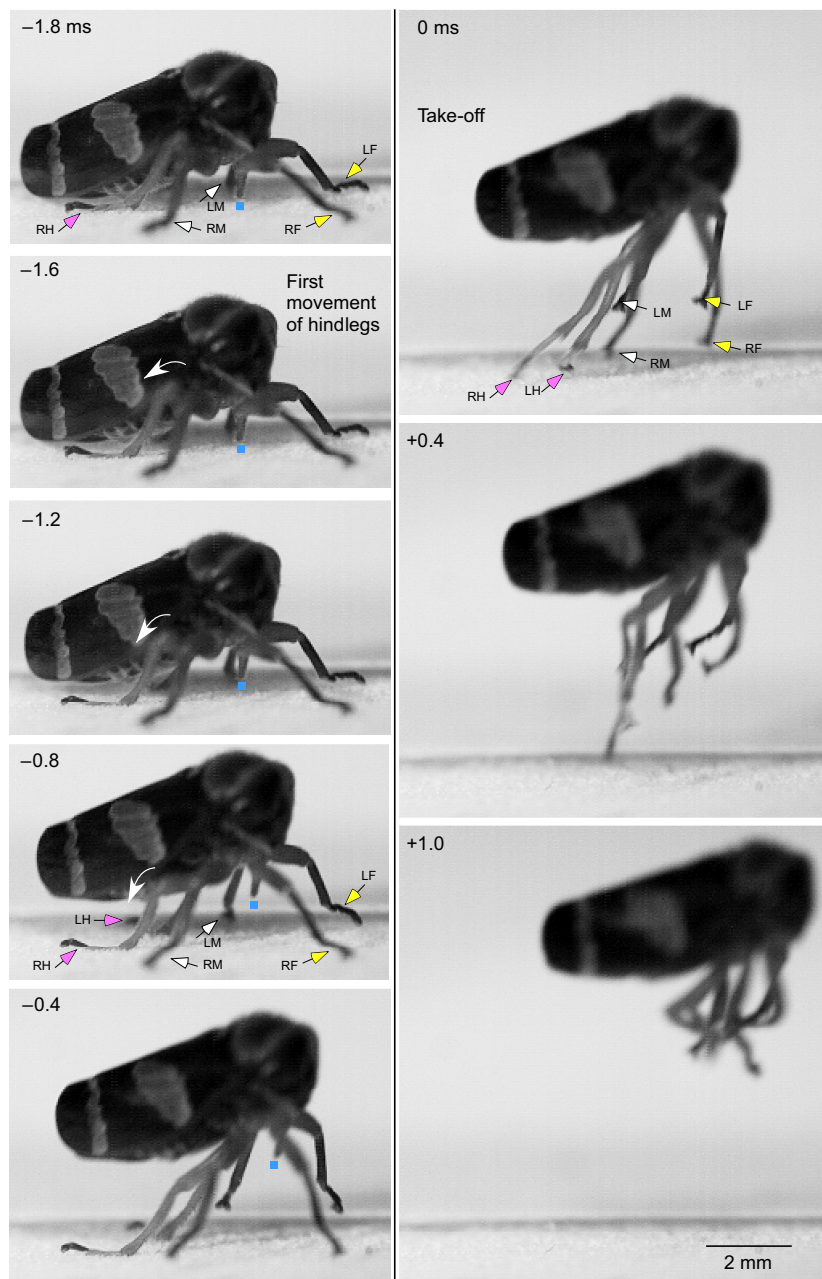 –1.8 ms
LF
LM
RH
RM
RF
–1.6
First
movement
of hindlegs
–1.2
–0.8
LF
LH
LM
RH
RM
RF
–0.4
0 ms
Take-off
LM
LF
RF
RM
RH
LH
+0.4
+1.0
2 mm